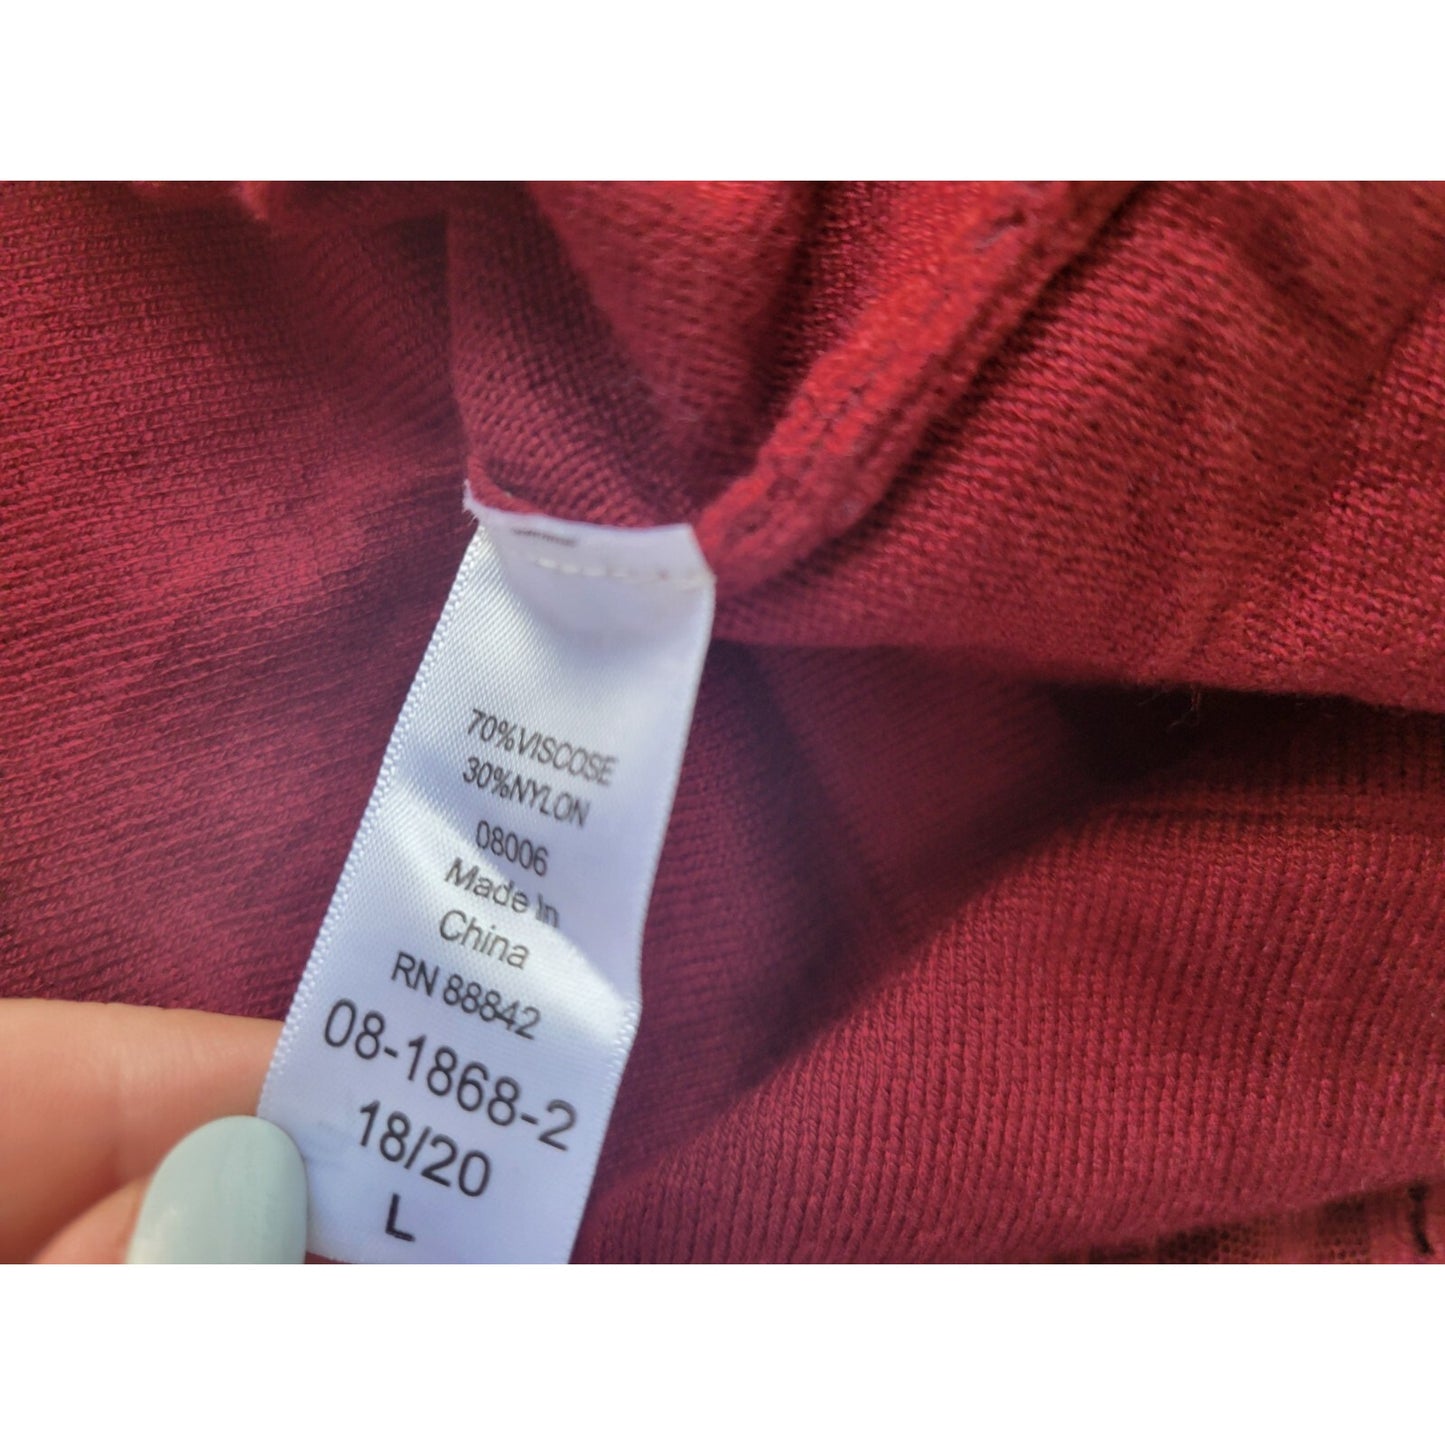 70%VISCOSE
30%NYLON
08006
Made in
China
RN 88842
08-1868-2
18/20
L